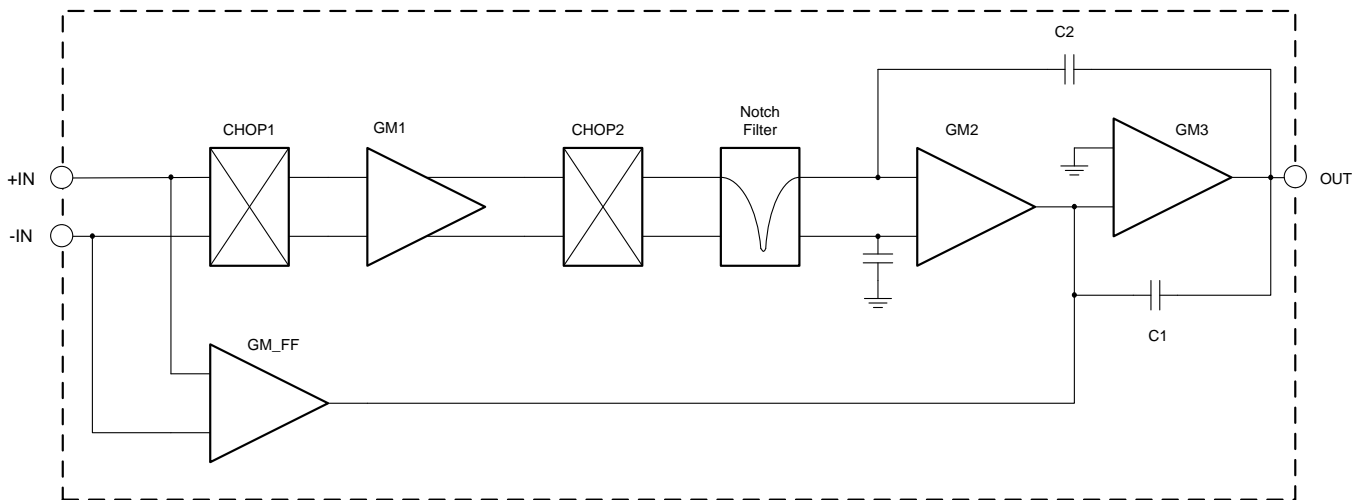 C2
Notch
Filter
CHOP1
GM1
CHOP2
GM2
GM3
+IN
-IN
OUT
C1
GM_FF